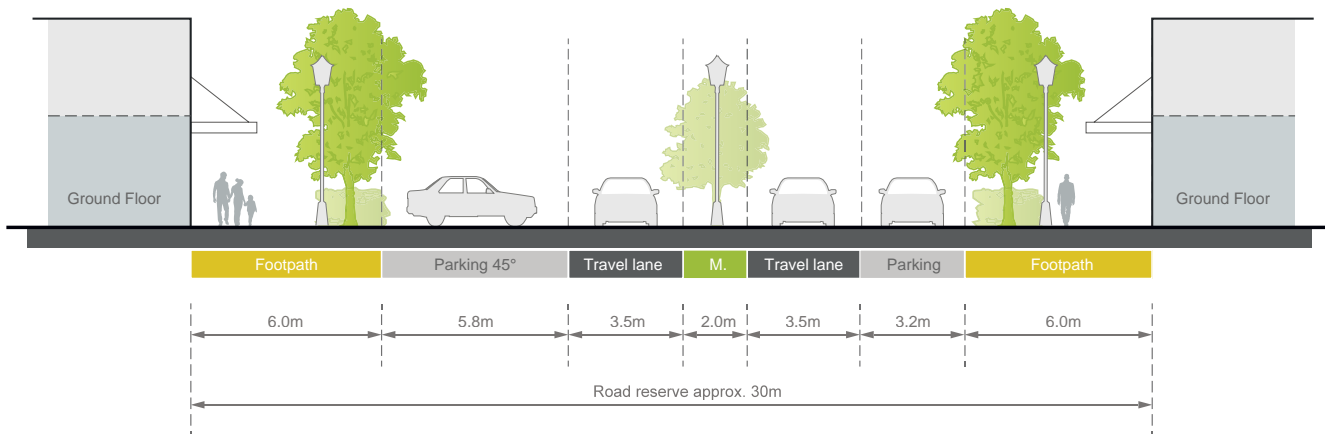 Ground Floor
Ground Floor
Footpath
Parking 45°
Travel lane
M.
Travel lane
Parking
Footpath
6.0m
5.8m
3.5m
2.0m
3.5m
3.2m
6.0m
Road reserve approx. 30m